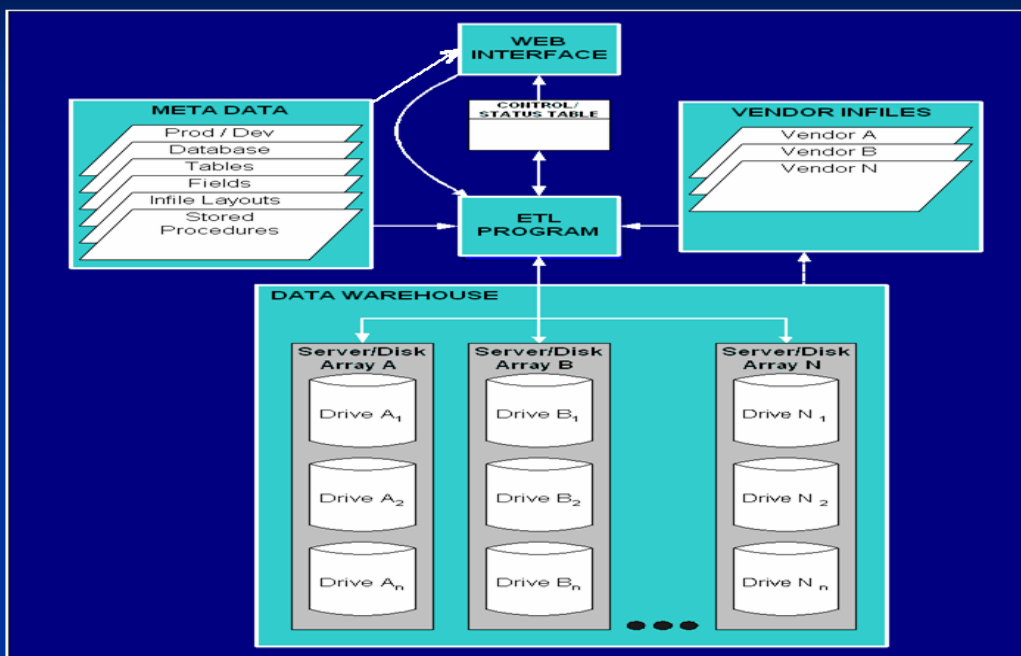 WEB
INTERFACE
META DATA
Prod / Dev
Database
Tables
Fields
Infile Layouts
Stored
Procedures
CONTROL/
STATUS TABLE
VENDOR INFILES
Vendor A
Vendor B
Vendor N
ETL
PROGRAM
DATA WAREHOUSE
Server/Disk
Array A
Drive A1
Drive A2
Drive An
Server/Disk
Array B
Drive B1
Drive B2
Drive Bn
Server/Disk
Array N
Drive N 1
Drive N 2
Drive N n